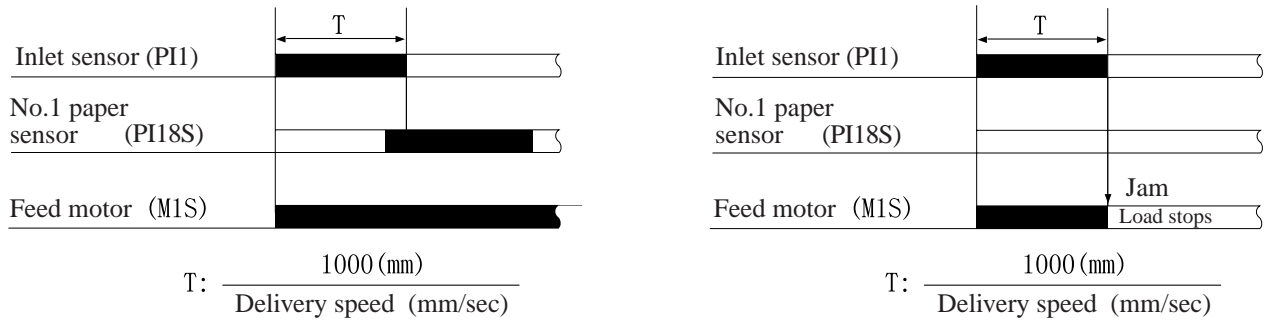 T
Inlet sensor (PI1)
No.1 paper
sensor (PI18S)
Feed motor (M1S)
T: 1000(mm)
Delivery speed (mm/sec)
T
Inlet sensor (PI1)
No.1 paper
sensor (PI18S)
Jam
Feed motor (M1S)
Load stops
T: 1000(mm)
Delivery speed (mm/sec)